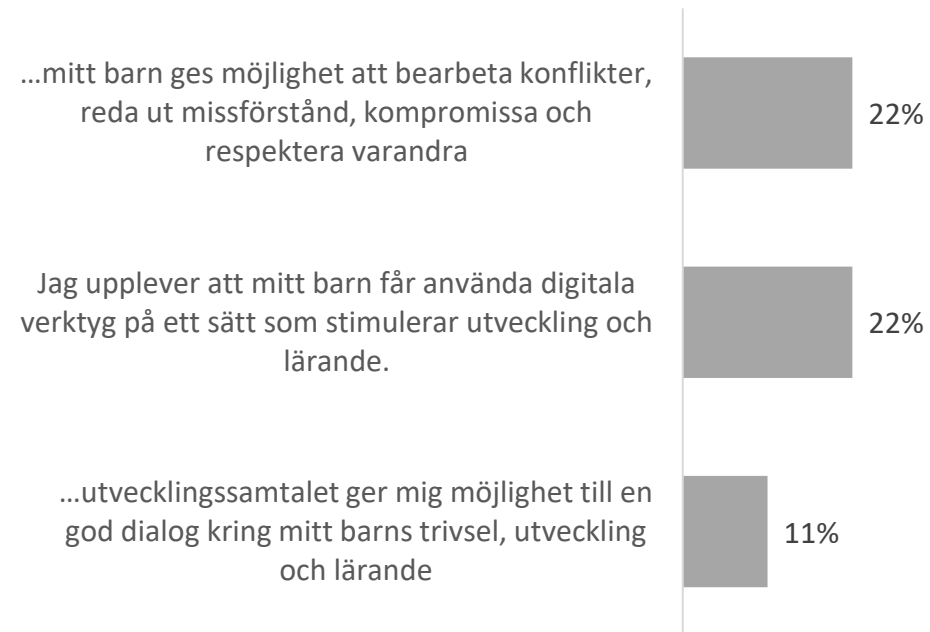 …mitt barn ges möjlighet att bearbeta konflikter,
reda ut missförstånd, kompromissa och
respektera varandra
22%
Jag upplever att mitt barn får använda digitala
verktyg på ett sätt som stimulerar utveckling och
lärande.
22%
…utvecklingssamtalet ger mig möjlighet till en
god dialog kring mitt barns trivsel, utveckling
och lärande
11%